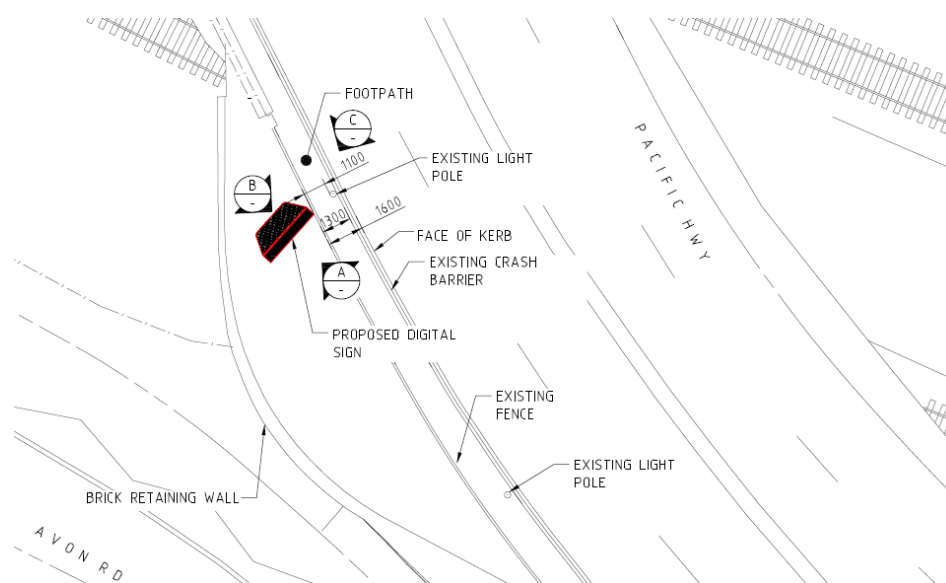 FOOTPATH
C
-
1100
EXISTING LIGHT
POLE
B
-
1300
1600
FACE OF KERB
EXISTING CRASH
BARRIER
A
-
PROPOSED DIGITAL
SIGN
PACIFIC HWY
EXISTING
FENCE
EXISTING LIGHT
POLE
BRICK RETAINING WALL
AVON RD